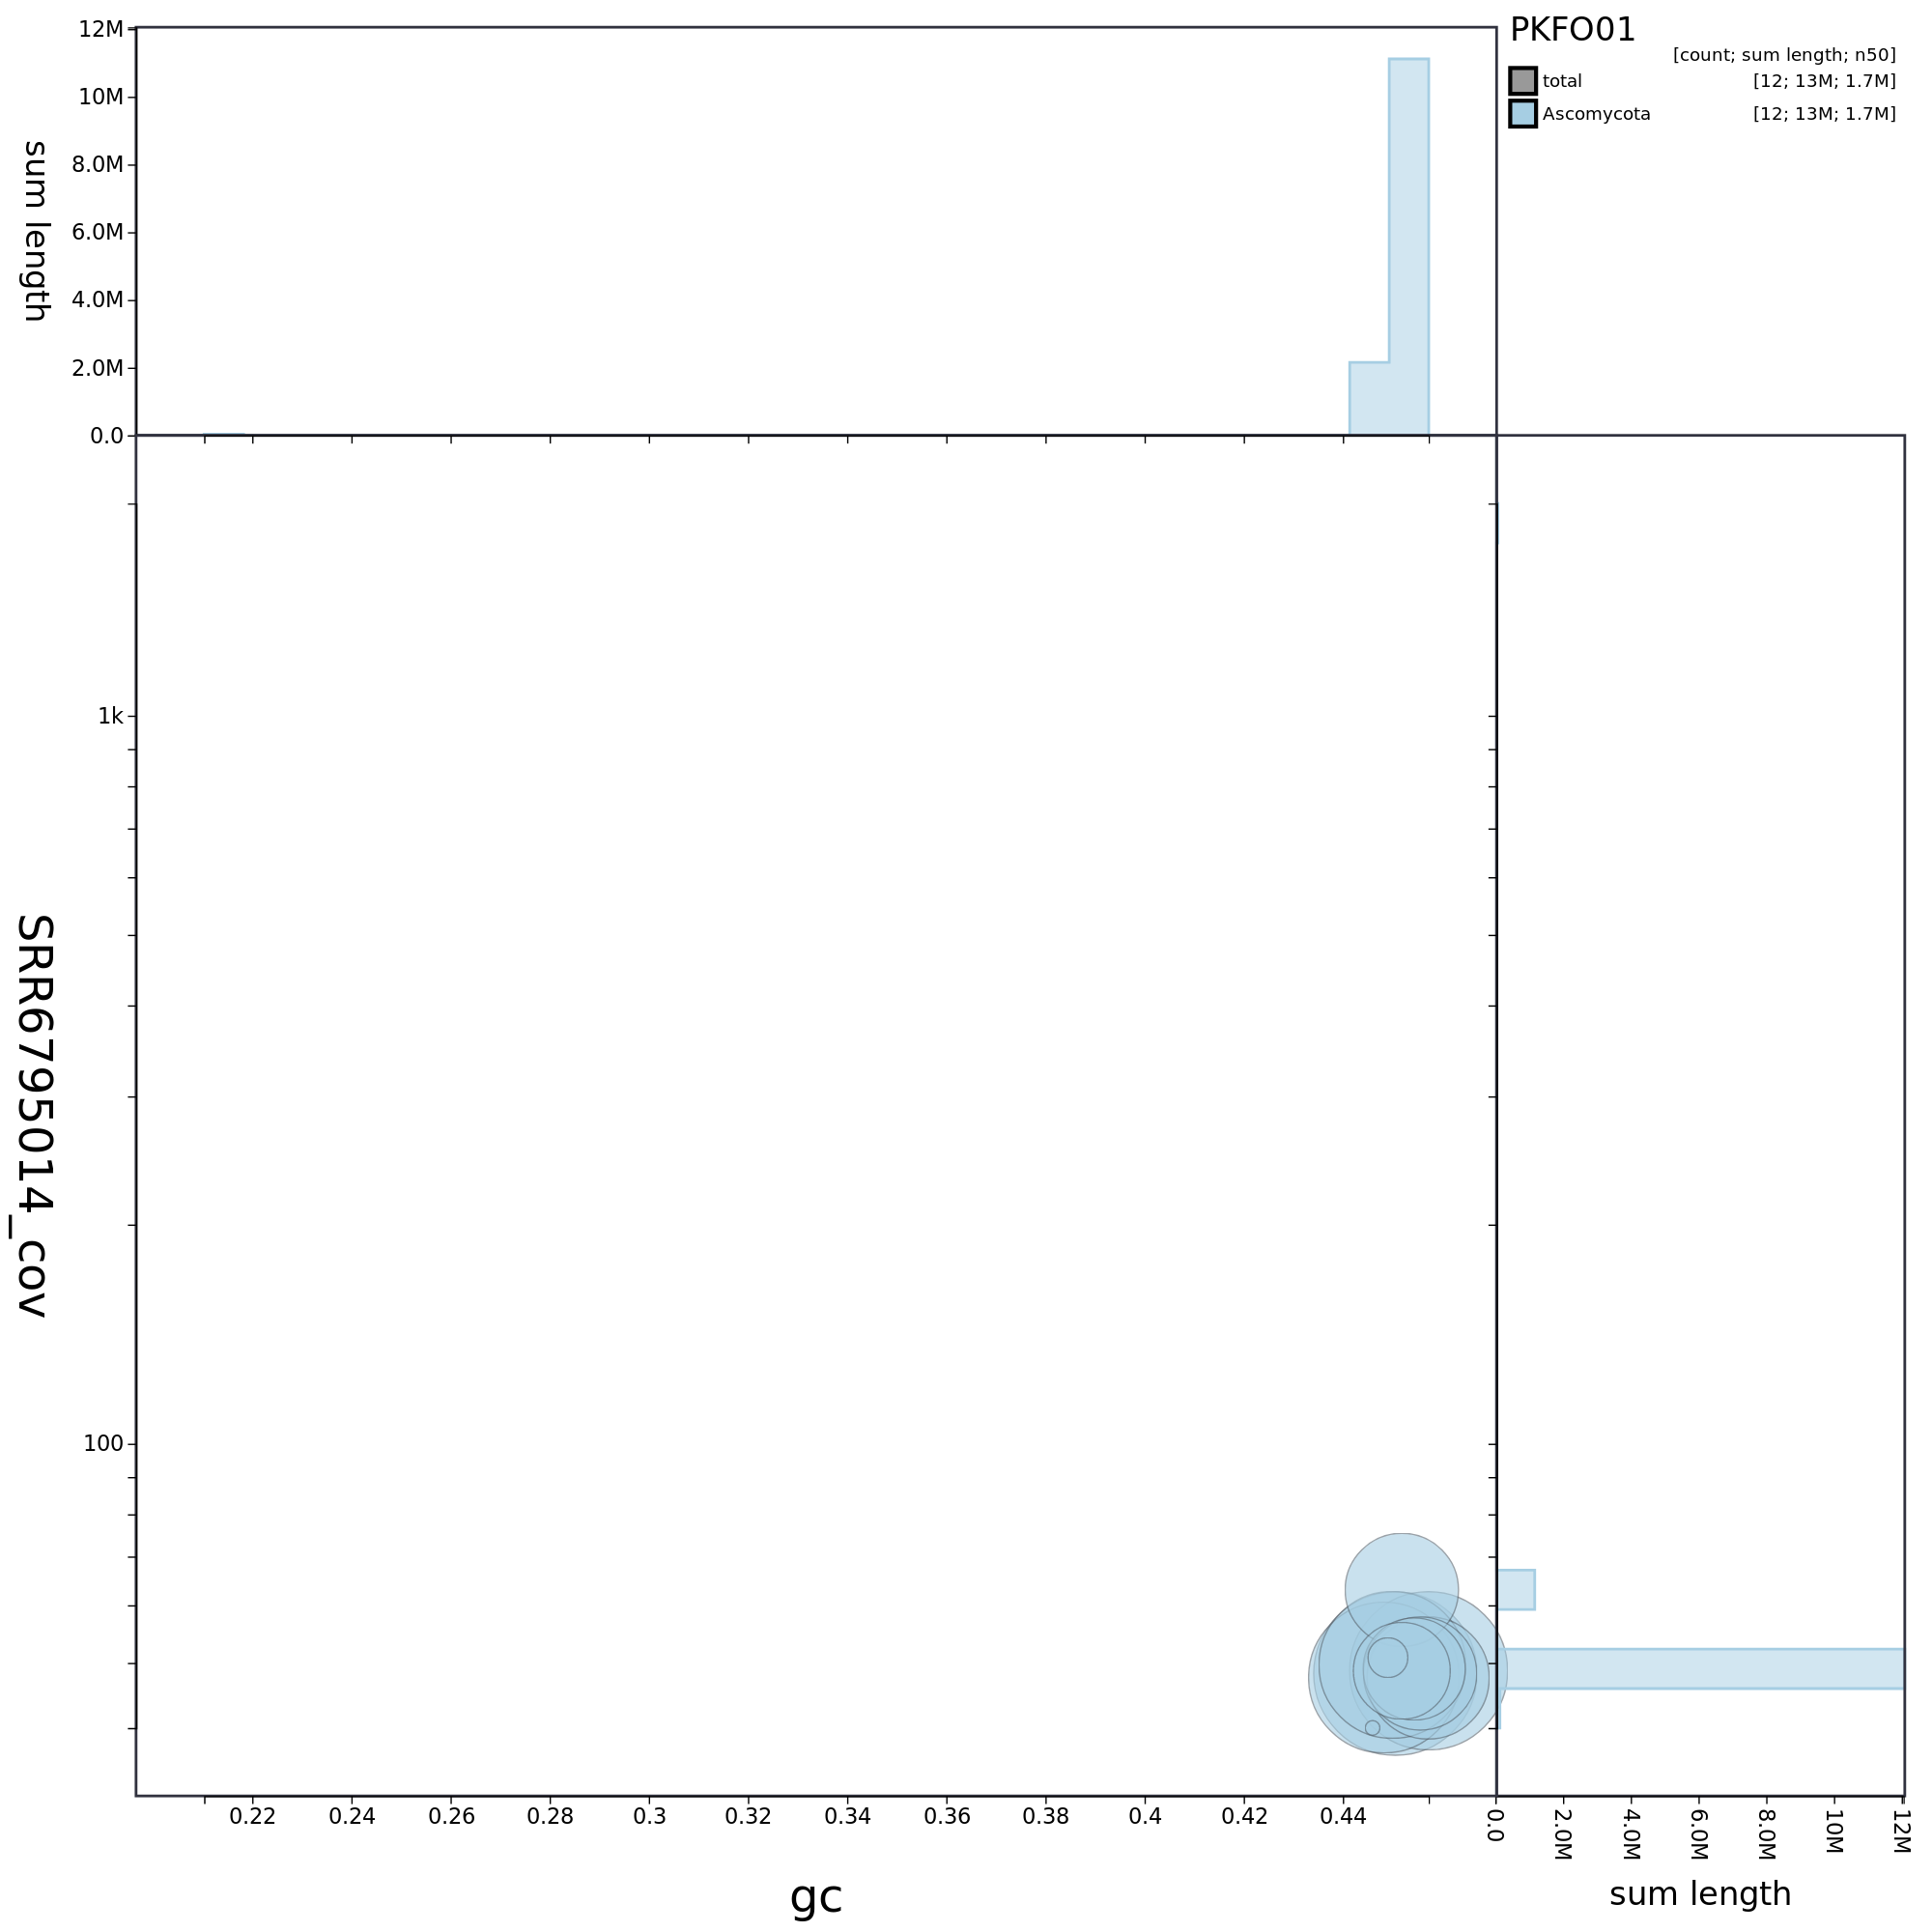 PKFO01
[count; sum length; n50]
total [12; 13M; 1.7M]
Ascomycota [12; 13M; 1.7M]
12M
10M
8.0M
6.0M
4.0M
2.0M
0.0
sum length
1k
100
SRR6795014_cov
0.22 0.24 0.26 0.28 0.3 0.32 0.34 0.36 0.38 0.4 0.42 0.44
gc
0.0 2.0M 4.0M 6.0M 8.0M 10M 12M
sum length